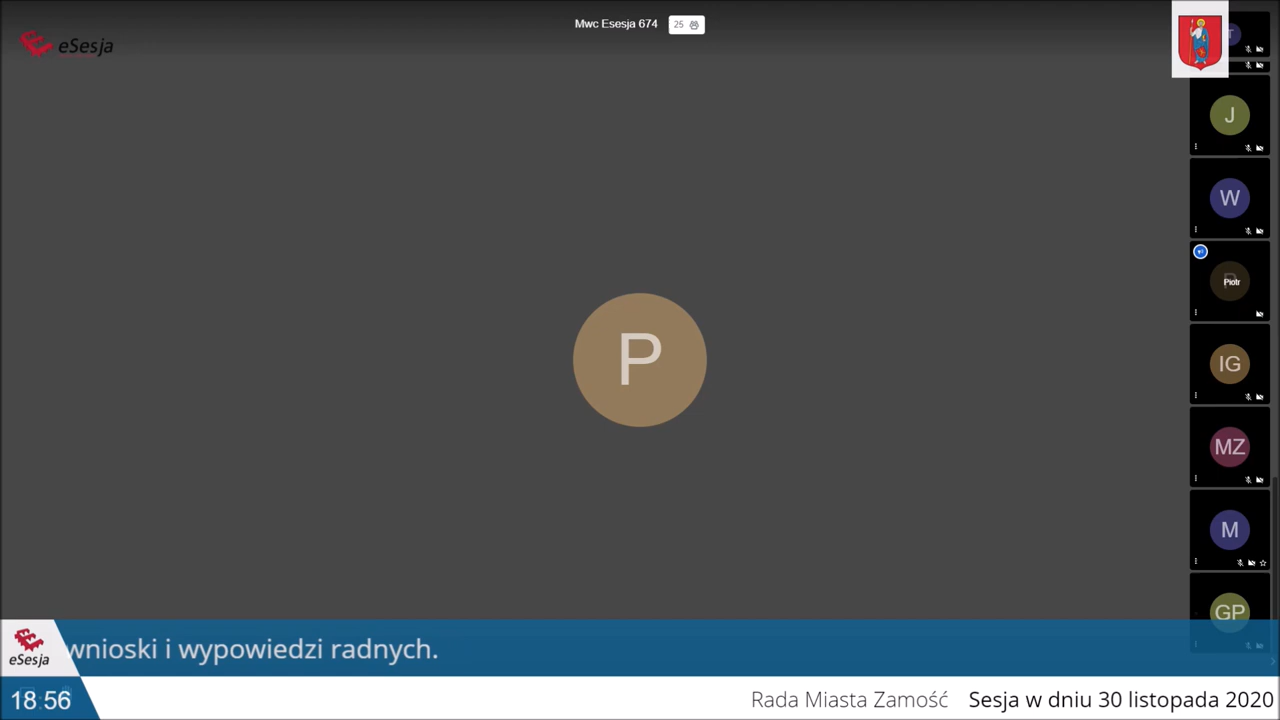 Mwc Esesja 674
25
eSesja
T
J
W
Piotr
P
IG
MZ
M
GP
wnioski i wypowiedzi radnych.
eSesja
18:56
Rada Miasta Zamość Sesja w dniu 30 listopada 2020